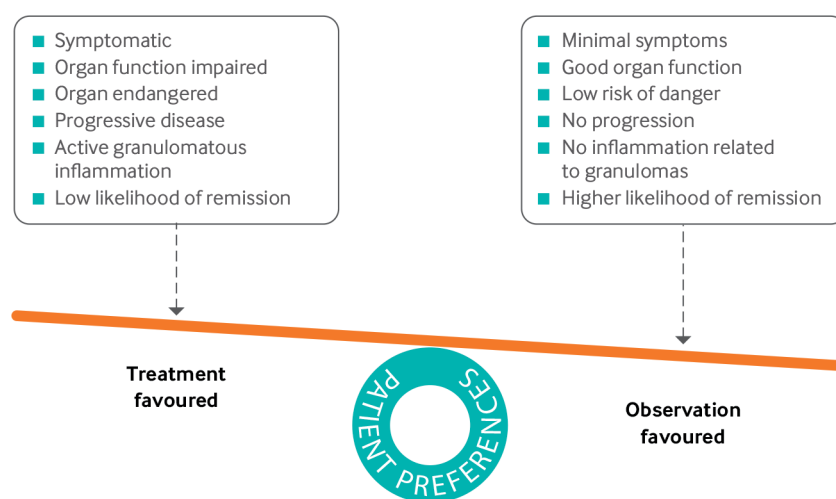 Symptomatic
Organ function impaired
Organ endangered
Progressive disease
Active granulomatous
inflammation
Low likelihood of remission
Minimal symptoms
Good organ function
Low risk of danger
No progression
No inflammation related
to granulomas
Higher likelihood of remission
Treatment
favoured
PATIENT PREFERENCES
Observation
favoured